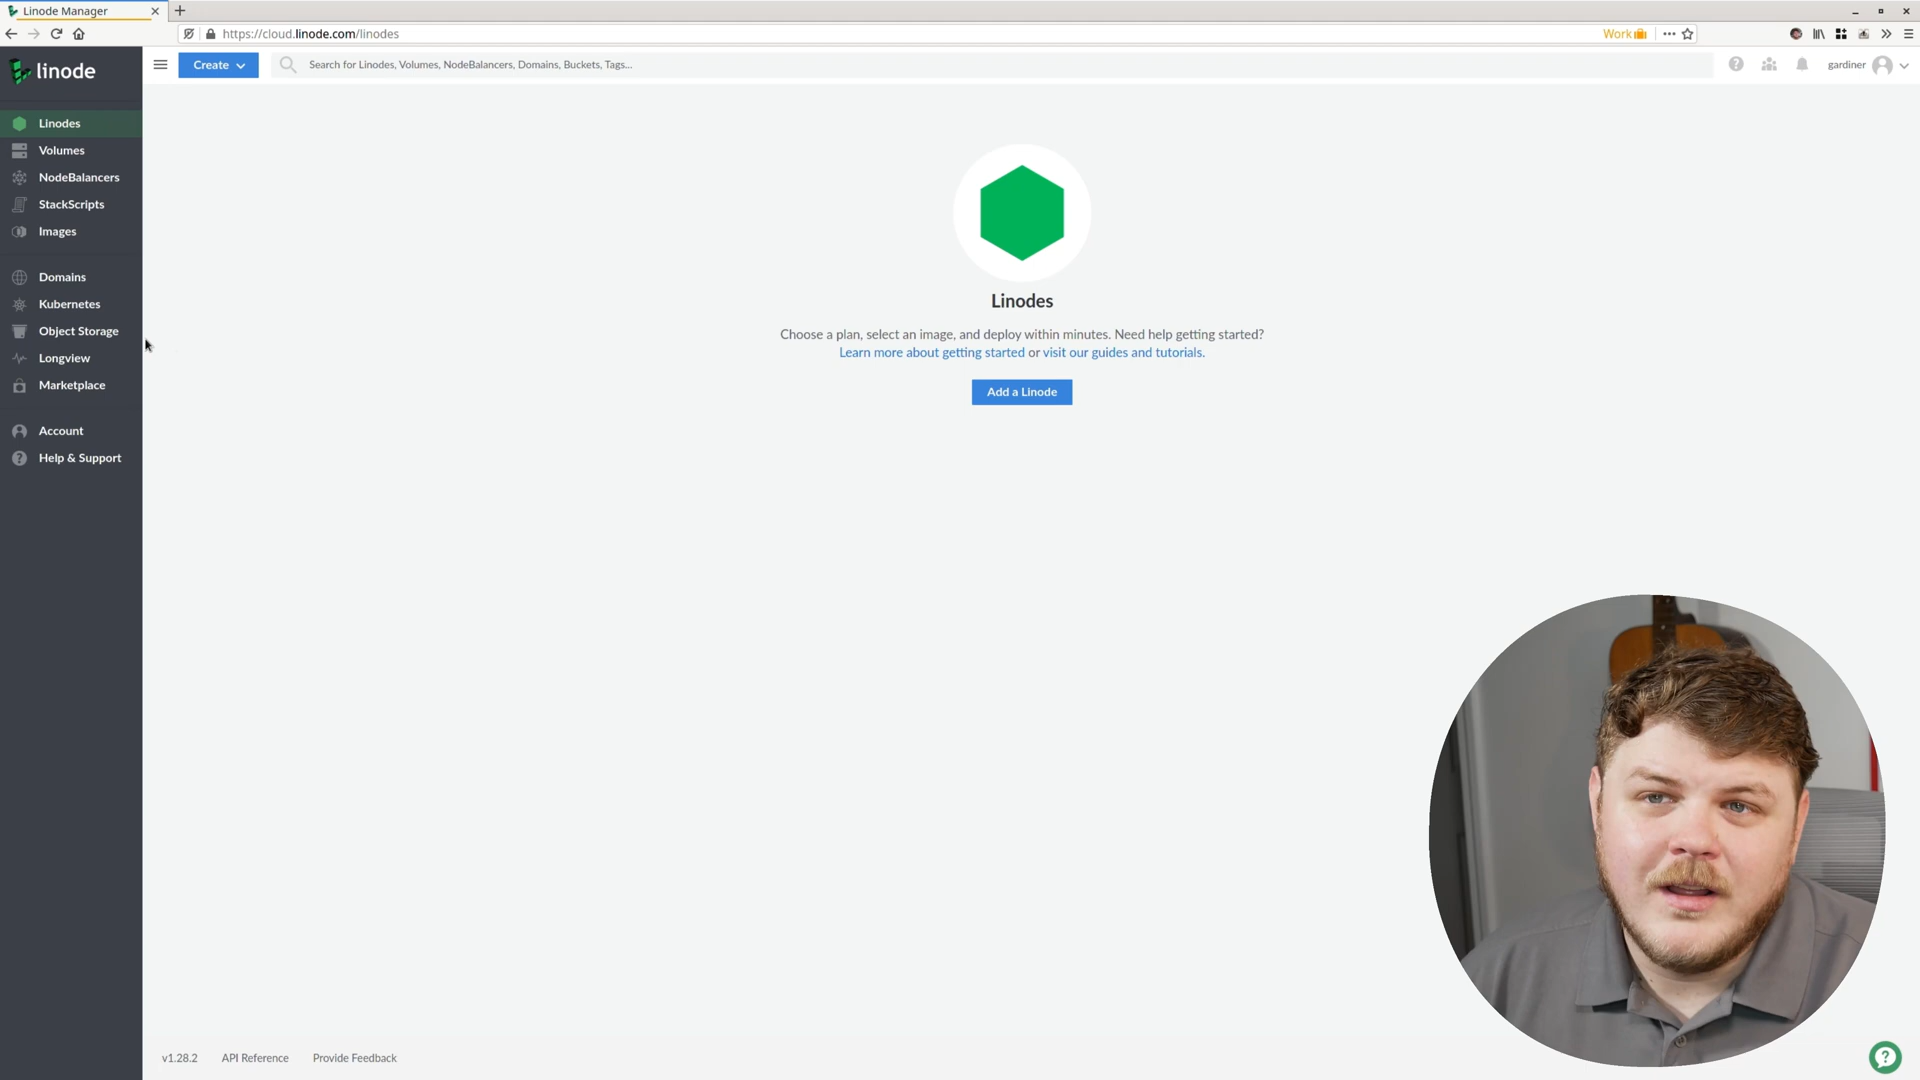 Linode Manager
https://cloud.linode.com/linodes
Work
linode
Create
Search for Linodes, Volumes, NodeBalancers, Domains, Buckets, Tags...
gardiner
Linodes
Volumes
NodeBalancers
StackScripts
Images
Domains
Kubernetes
Object Storage
Longview
Marketplace
Account
Help & Support
Linodes
Choose a plan, select an image, and deploy within minutes. Need help getting started?
Learn more about getting started or visit our guides and tutorials.
Add a Linode
v1.28.2
API Reference
Provide Feedback